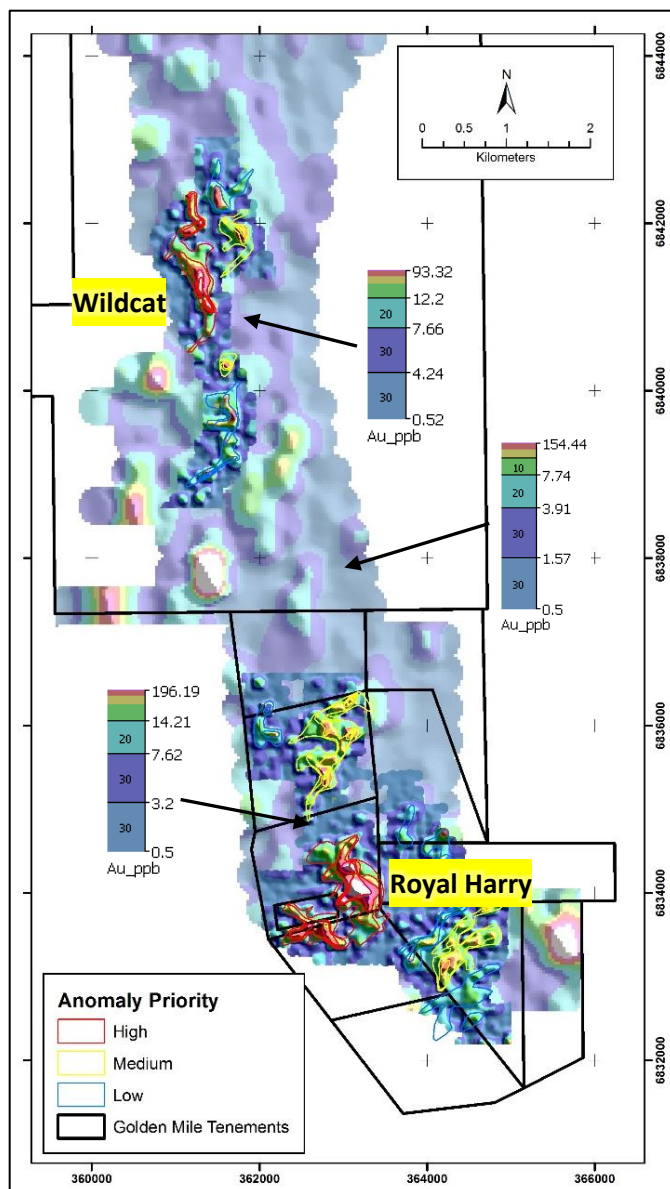 6844000
N
0 0.5 1 2
Kilometers
6842000
Wildcat
93.32
12.2
20
7.66
30
4.24
30
0.52
Au_ppb
6840000
154.44
10
7.74
20
3.91
30
1.57
30
0.5
Au_ppb
6838000
196.19
14.21
20
7.62
30
3.2
30
0.5
Au_ppb
6836000
Royal Harry
6834000
Anomaly Priority
High
Medium
Low
Golden Mile Tenements
6832000
360000 362000 364000 366000